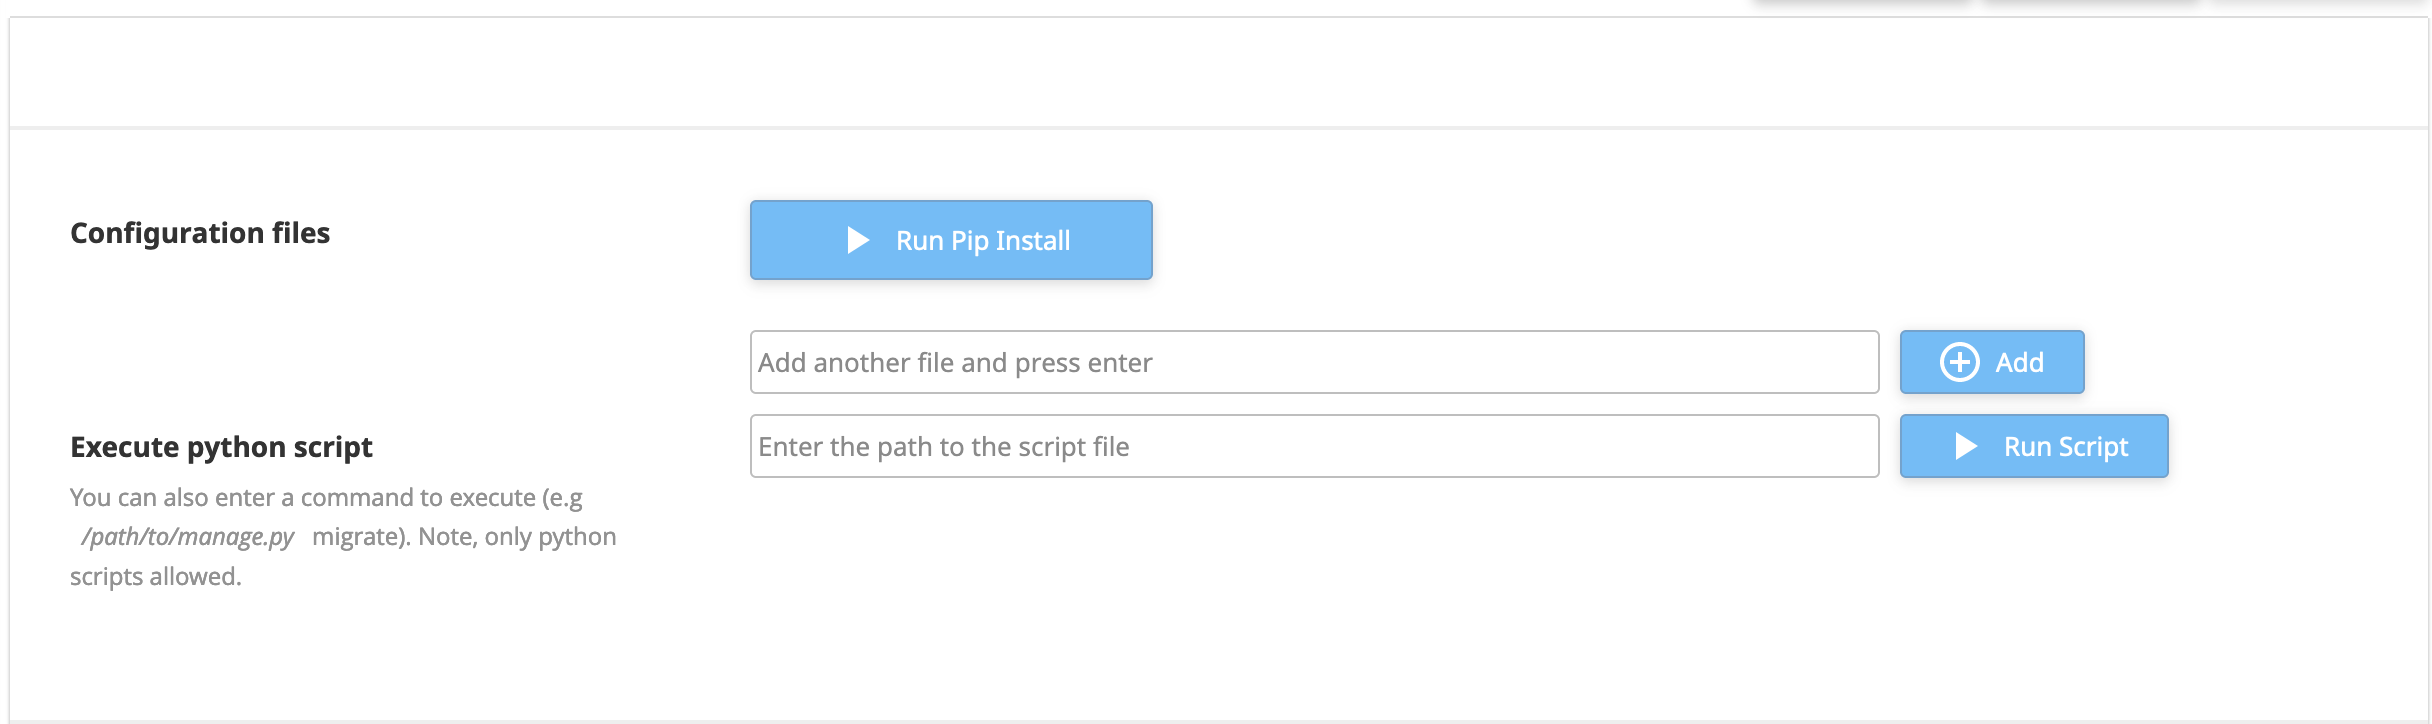 Configuration files
Run Pip Install
Add another file and press enter
Add
Execute python script
Enter the path to the script file
Run Script
You can also enter a command to execute (e.g
/path/to/manage.py migrate). Note, only python
scripts allowed.